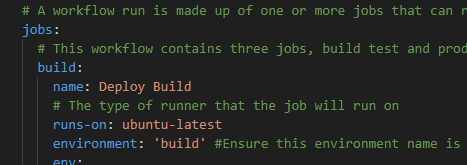 # A workflow run is made up of one or more jobs that can
jobs:
# This workflow contains three jobs, build test and prod
build:
name: Deploy Build
# The type of runner that the job will run on
runs-on: ubuntu-latest
environment: 'build' #Ensure this environment name is
env: